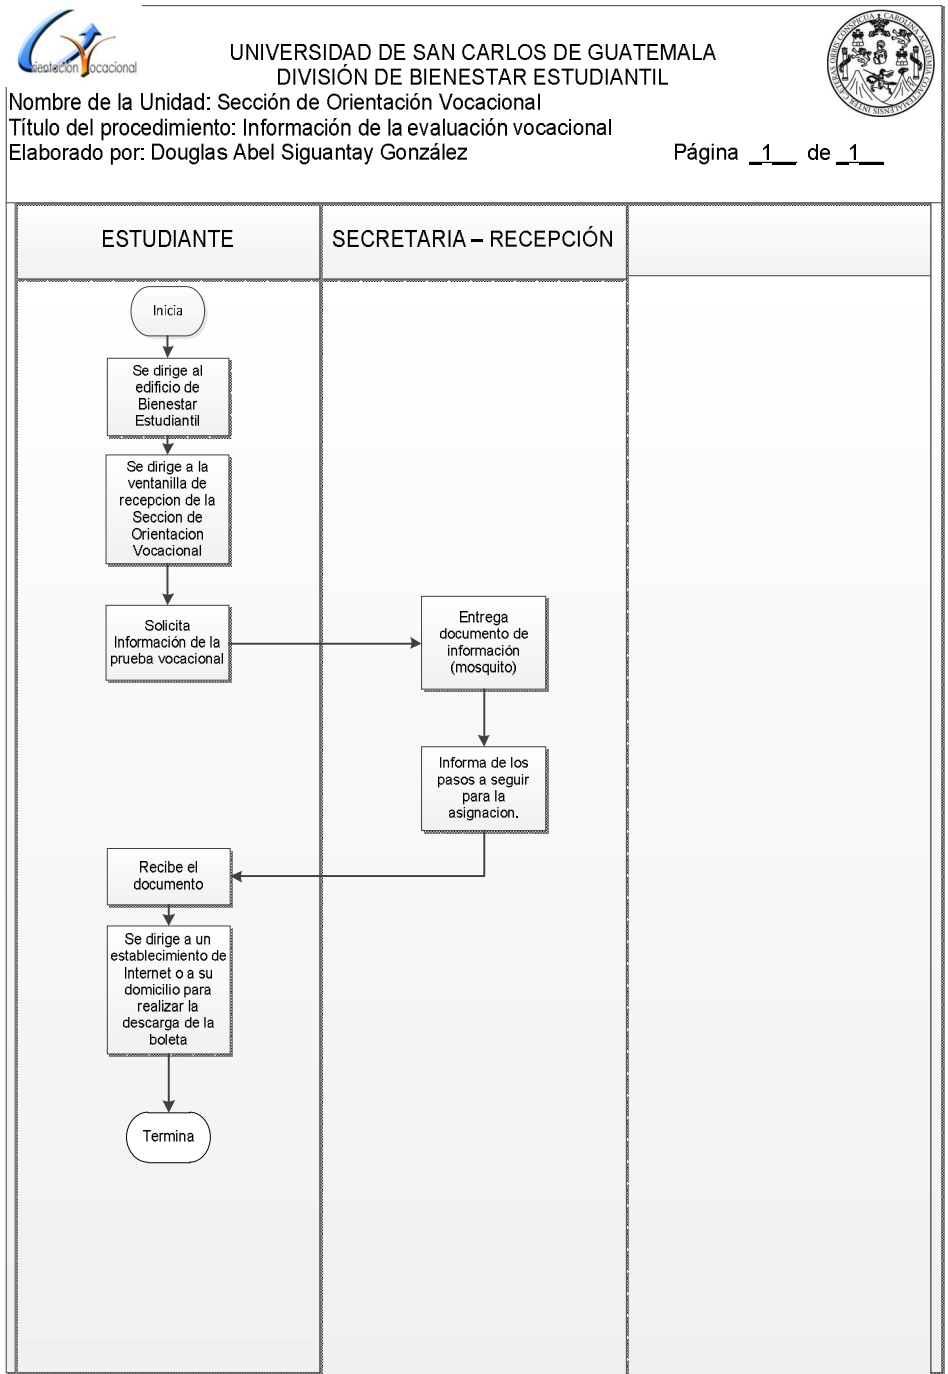 Orientación Vocacional
UNIVERSIDAD DE SAN CARLOS DE GUATEMALA
DIVISIÓN DE BIENESTAR ESTUDIANTIL
Nombre de la Unidad: Sección de Orientación Vocacional
Título del procedimiento: Información de la evaluación vocacional
Elaborado por: Douglas Abel Siguantay González
Página _1__ de _1__
ESTUDIANTE
SECRETARIA – RECEPCIÓN
Inicia
Se dirige al
edificio de
Bienestar
Estudiantil
Se dirige a la
ventanilla de
recepcion de la
Seccion de
Orientacion
Vocacional
Solicita
Información de la
prueba vocacional
Entrega
documento de
información
(mosquito)
Informa de los
pasos a seguir
para la
asignacion.
Recibe el
documento
Se dirige a un
establecimiento de
Internet o a su
domicilio para
realizar la
descarga de la
boleta
Termina